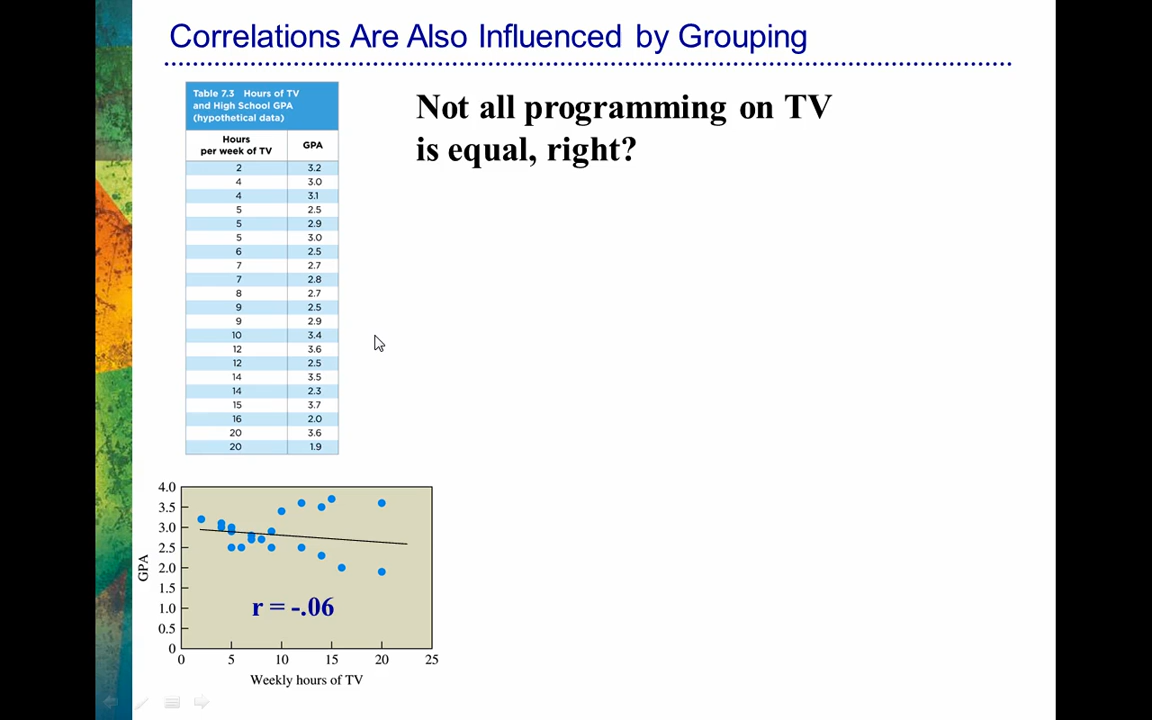 Correlations Are Also Influenced by Grouping
Table 7.3 Hours of TV
and High School GPA
(hypothetical data)
Hours
per week of TV GPA
2 3.2
4 3.0
4 3.1
5 2.5
5 2.9
5 3.0
6 2.5
7 2.7
7 2.8
8 2.7
9 2.5
9 2.9
10 3.4
12 3.6
12 2.5
14 3.5
14 2.3
15 3.7
16 2.0
20 3.6
20 1.9
Not all programming on TV
is equal, right?
4.0
3.5
3.0
2.5
2.0
1.5
1.0
0.5
0
GPA
r = -.06
0 5 10 15 20 25
Weekly hours of TV